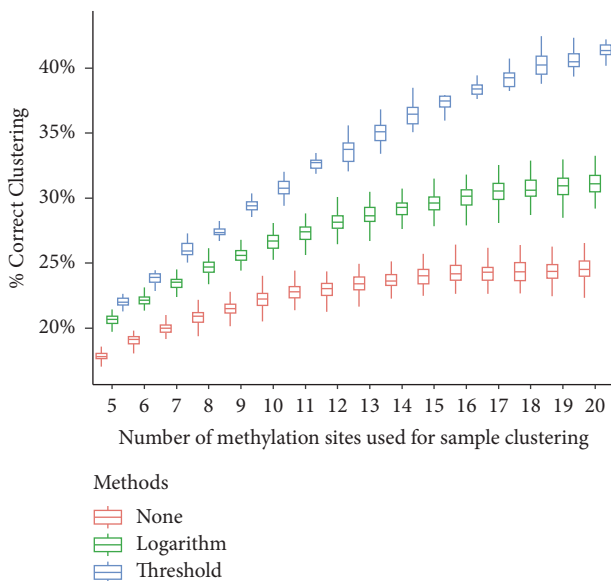 % Correct Clustering
40%
35%
30%
25%
20%
5 6 7 8 9 10 11 12 13 14 15 16 17 18 19 20
Number of methylation sites used for sample clustering
Methods
None
Logarithm
Threshold